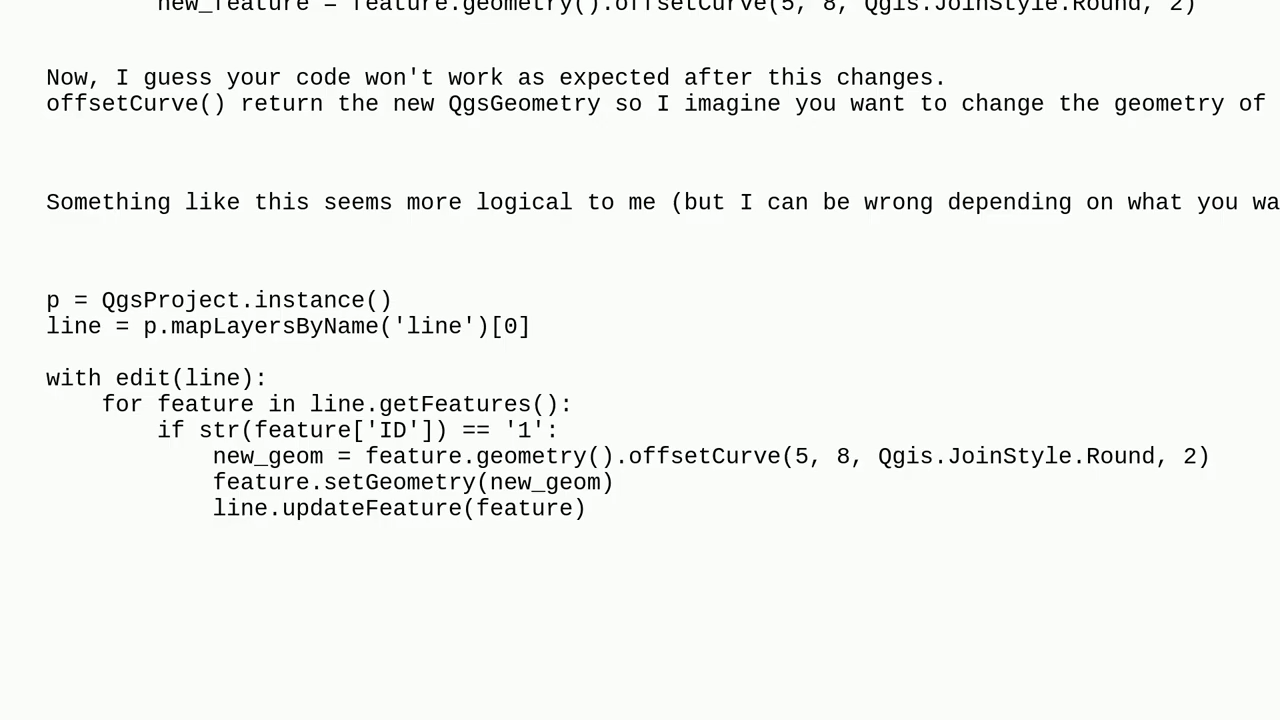 new_feature = feature.geometry().offsetCurve(5, 8, Qgis.JoinStyle.Round, 2)
Now, I guess your code won't work as expected after this changes.
offsetCurve() return the new QgsGeometry so I imagine you want to change the geometry of
Something like this seems more logical to me (but I can be wrong depending on what you wa
p = QgsProject.instance()
line = p.mapLayersByName('line')[0]
with edit(line):
    for feature in line.getFeatures():
        if str(feature['ID']) == '1':
            new_geom = feature.geometry().offsetCurve(5, 8, Qgis.JoinStyle.Round, 2)
            feature.setGeometry(new_geom)
            line.updateFeature(feature)